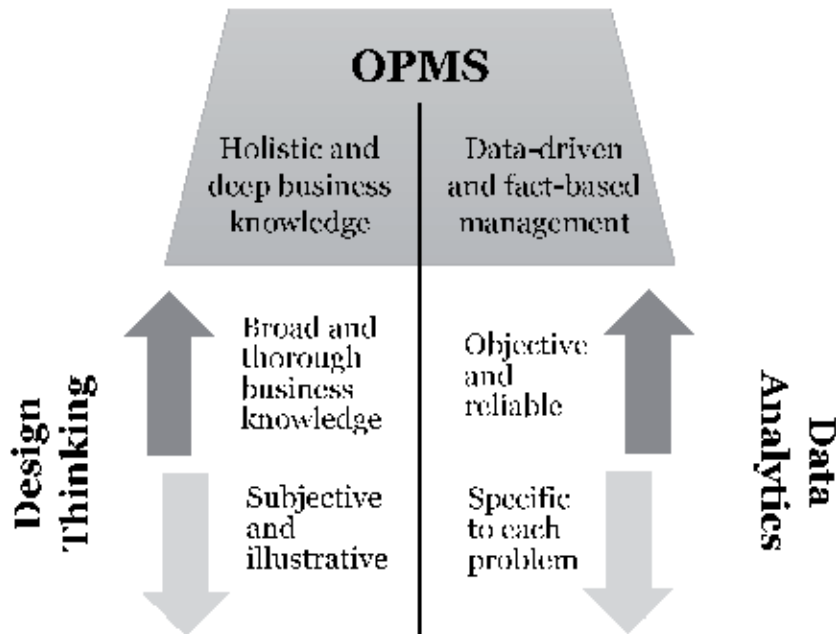 OPMS
Holistic and
deep business
knowledge
Data-driven
and fact-based
management
Design
Thinking
Broad and
thorough
business
knowledge
Objective
and
reliable
Data
Analytics
Subjective
and
illustrative
Specific
to each
problem